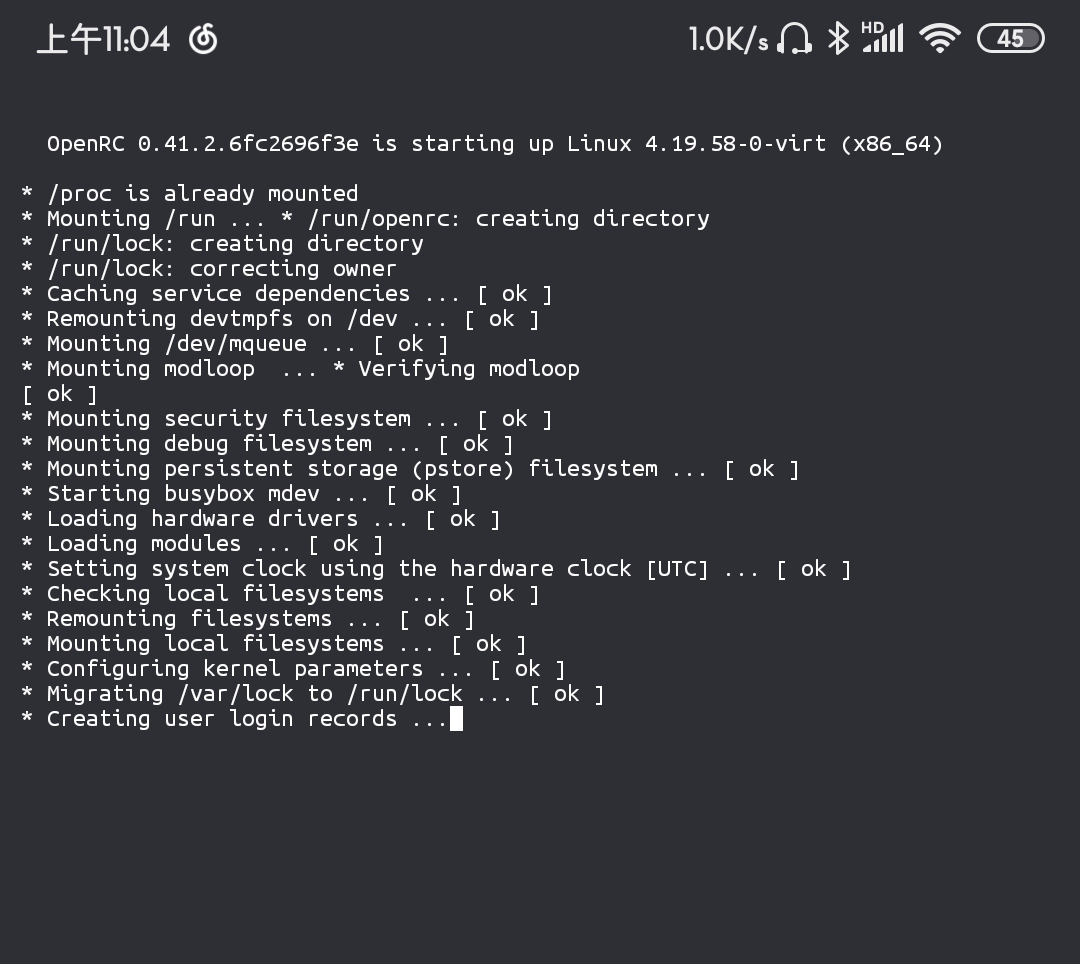 上午11:04 1.0K/s HD 45
OpenRC 0.41.2.6fc2696f3e is starting up Linux 4.19.58-0-virt (x86_64)
* /proc is already mounted
* Mounting /run ... * /run/openrc: creating directory
* /run/lock: creating directory
* /run/lock: correcting owner
* Caching service dependencies ... [ ok ]
* Remounting devtmpfs on /dev ... [ ok ]
* Mounting /dev/mqueue ... [ ok ]
* Mounting modloop  ... * Verifying modloop
[ ok ]
* Mounting security filesystem ... [ ok ]
* Mounting debug filesystem ... [ ok ]
* Mounting persistent storage (pstore) filesystem ... [ ok ]
* Starting busybox mdev ... [ ok ]
* Loading hardware drivers ... [ ok ]
* Loading modules ... [ ok ]
* Setting system clock using the hardware clock [UTC] ... [ ok ]
* Checking local filesystems  ... [ ok ]
* Remounting filesystems ... [ ok ]
* Mounting local filesystems ... [ ok ]
* Configuring kernel parameters ... [ ok ]
* Migrating /var/lock to /run/lock ... [ ok ]
* Creating user login records ...